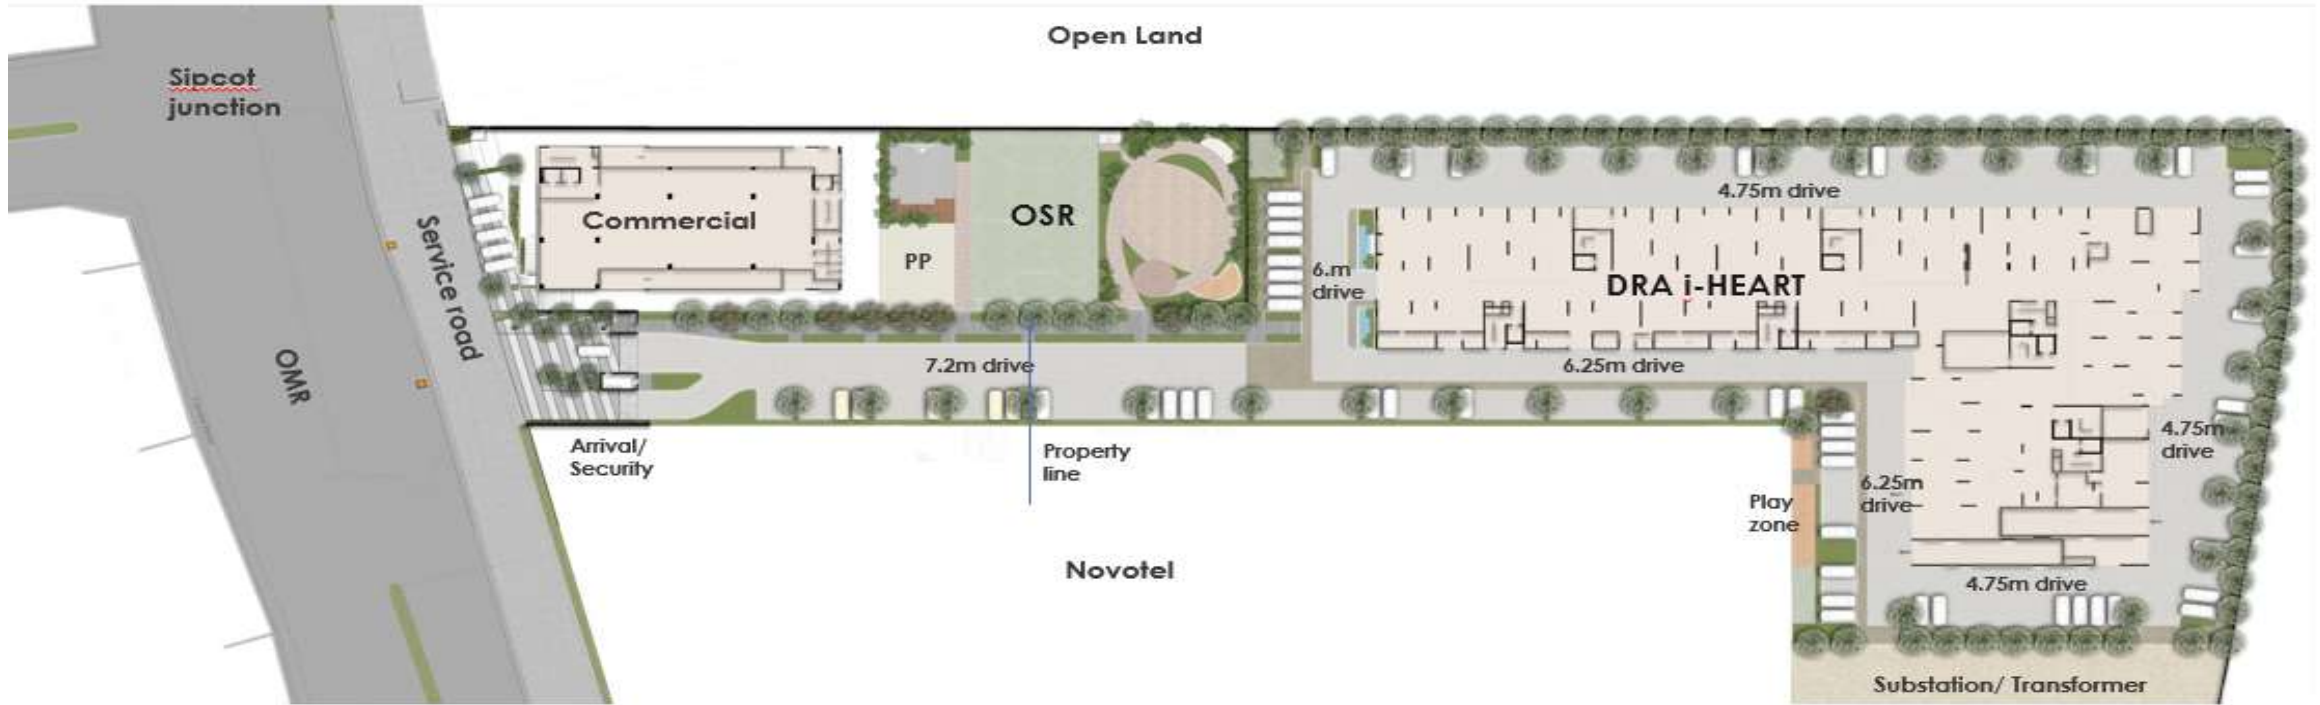 Open Land
Sipcot
junction
Service road
OMR
Commercial
PP
OSR
4.75m drive
6.m
drive
DRA i-HEART
7.2m drive
6.25m drive
Arrival/
Security
Property
line
4.75m
drive
6.25m
drive
Play
zone
Novotel
4.75m drive
Substation/ Transformer